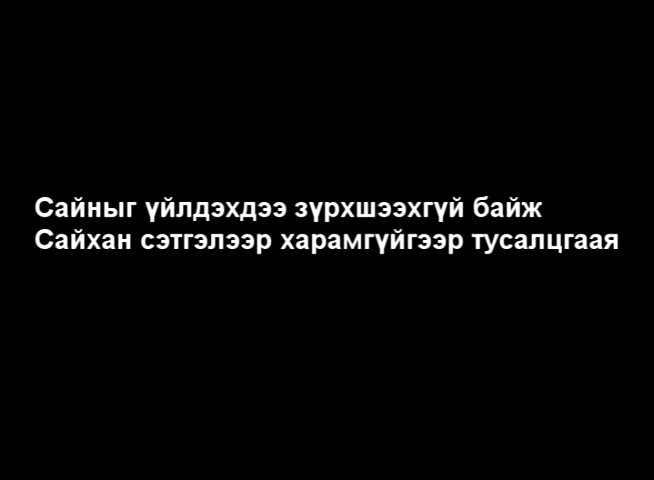 Сайныг үйлдэхдээ зүрхшээхгүй байж
Сайхан сэтгэлээр харамгүйгээр тусалцгаая